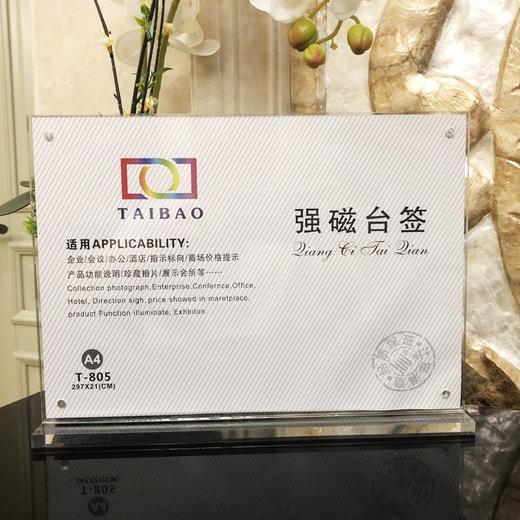 TAIBAO
强磁台签
Qiang Ci Tai Qian
适用APPLICABILITY:
企业/会议/办公/酒店/指示标向/商场价格提示
产品功能说明/珍藏相片/展示会所等……
Collection photograph,Enterprise,Confernce,Office,
Hotel, Direction sigh, price showed in maretplace,
product Function illuminate, Exhbiton
A4
T-805
297X21(CM)
100